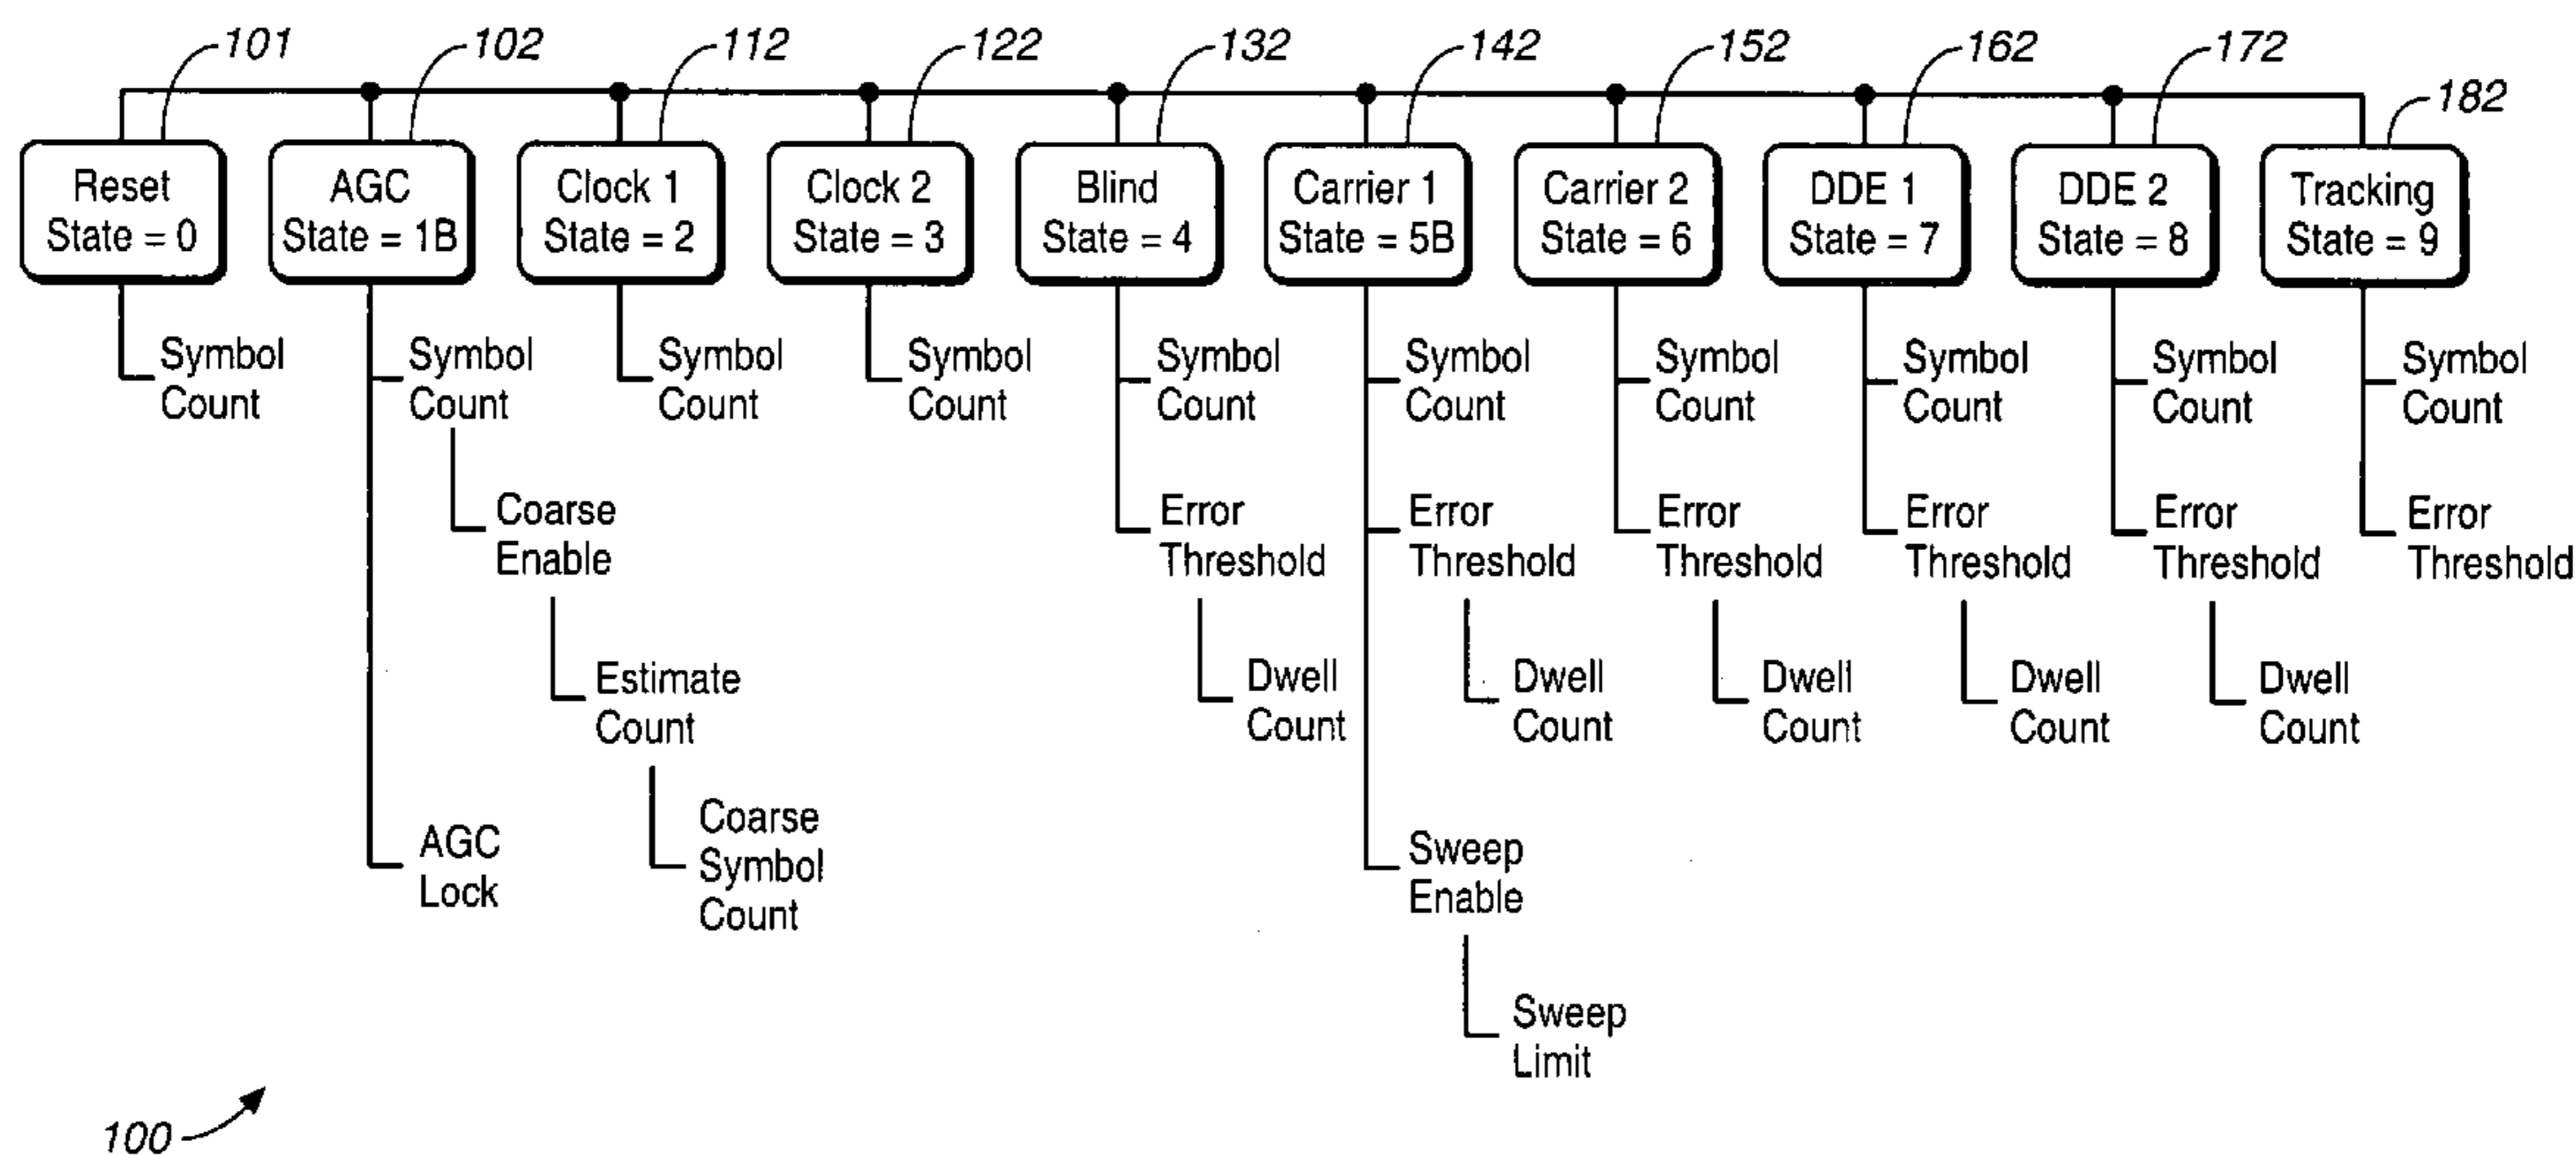 101
102
112
122
132
142
152
162
172
182
Reset
State = 0
AGC
State = 1B
Clock 1
State = 2
Clock 2
State = 3
Blind
State = 4
Carrier 1
State = 5B
Carrier 2
State = 6
DDE 1
State = 7
DDE 2
State = 8
Tracking
State = 9
Symbol
Count
Symbol
Count
Symbol
Count
Symbol
Count
Symbol
Count
Symbol
Count
Symbol
Count
Symbol
Count
Symbol
Count
Symbol
Count
Coarse
Enable
Error
Threshold
Error
Threshold
Error
Threshold
Error
Threshold
Error
Threshold
Error
Threshold
Estimate
Count
Dwell
Count
Dwell
Count
Dwell
Count
Dwell
Count
Dwell
Count
AGC
Lock
Coarse
Symbol
Count
Sweep
Enable
Sweep
Limit
100